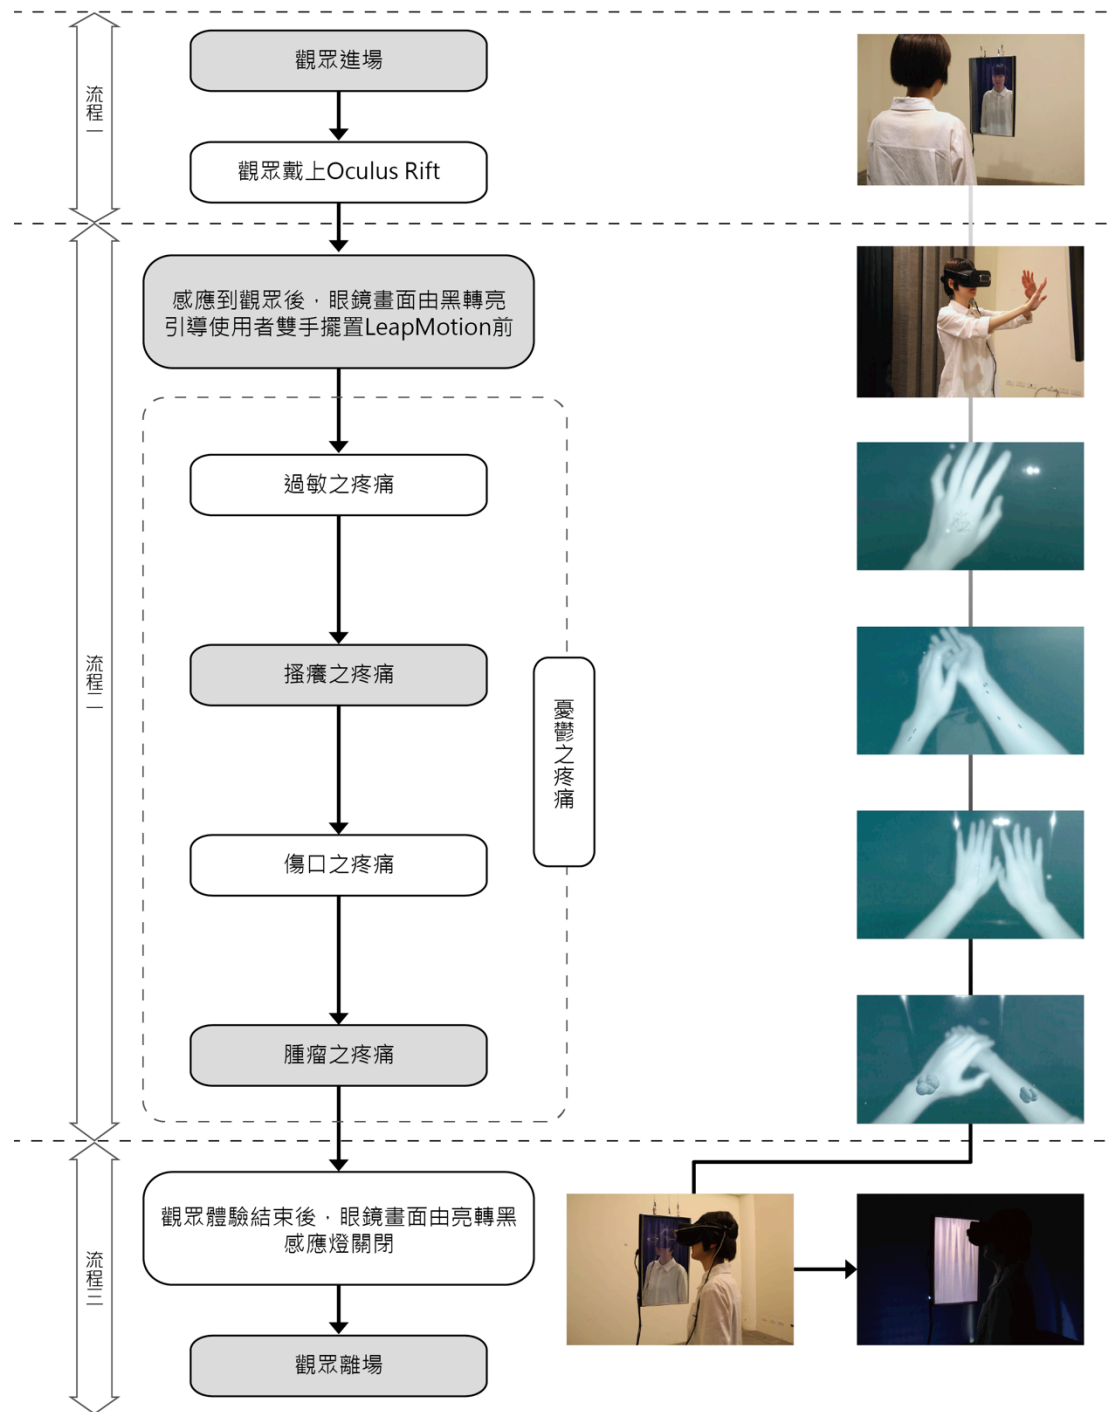 流程一
觀眾進場
觀眾戴上Oculus Rift
流程二
感應到觀眾後，眼鏡畫面由黑轉亮
引導使用者雙手擺置LeapMotion前
過敏之疼痛
搔癢之疼痛
憂鬱之疼痛
傷口之疼痛
腫瘤之疼痛
流程三
觀眾體驗結束後，眼鏡畫面由亮轉黑
感應燈關閉
觀眾離場